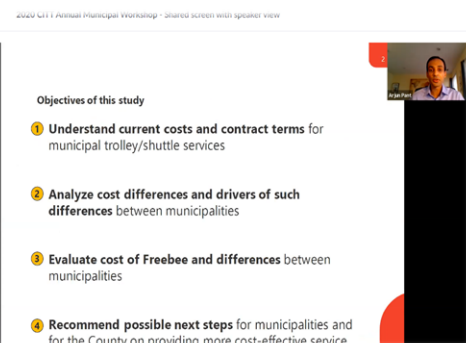 2020 CITT Annual Municipal Workshop - Shared screen with speaker view
2
Arjan Pant
Objectives of this study
1 Understand current costs and contract terms for
municipal trolley/shuttle services
2 Analyze cost differences and drivers of such
differences between municipalities
3 Evaluate cost of Freebee and differences between
municipalities
4 Recommend possible next steps for municipalities and
for the County on providing more cost-effective service